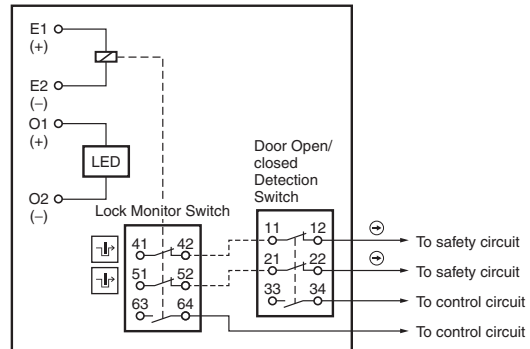 E1
(+)
E2
(−)
O1
(+)
LED
O2
(−)
Lock Monitor Switch
41 42
51 52
63 64
Door Open/
closed
Detection
Switch
11 12
21 22
33 34
To safety circuit
To safety circuit
To control circuit
To control circuit